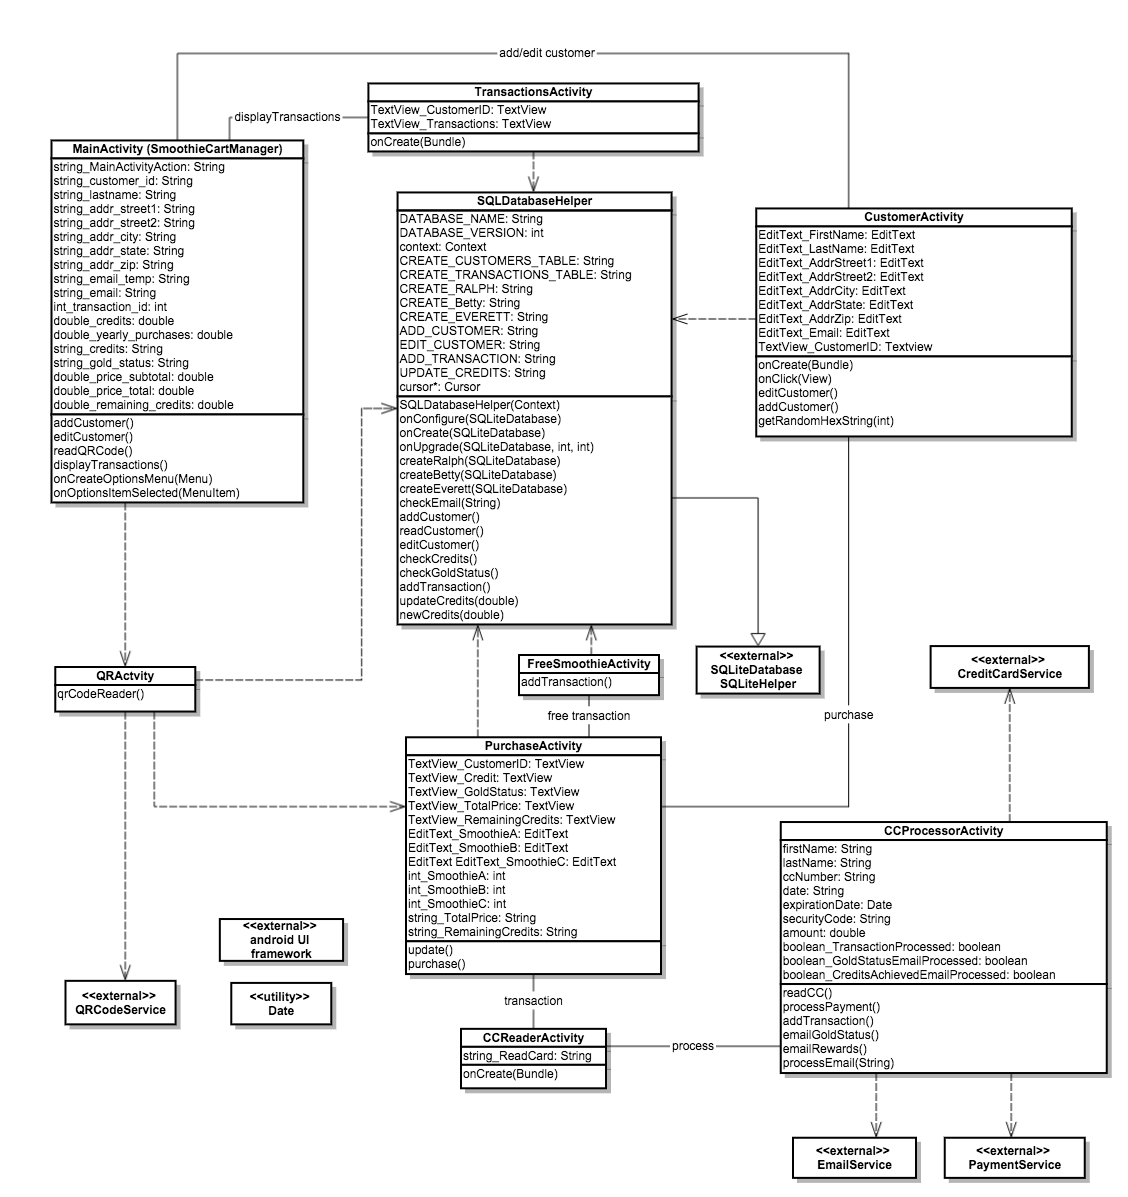 add/edit customer
TransactionsActivity
TextView_CustomerID: TextView
TextView_Transactions: TextView
onCreate(Bundle)
displayTransactions
MainActivity (SmoothieCartManager)
string_MainActivityAction: String
string_customer_id: String
string_lastname: String
string_addr_street1: String
string_addr_street2: String
string_addr_city: String
string_addr_state: String
string_addr_zip: String
string_email_temp: String
string_email: String
int_transaction_id: int
double_credits: double
double_yearly_purchases: double
string_credits: String
string_gold_status: String
double_price_subtotal: double
double_price_total: double
double_remaining_credits: double
addCustomer()
editCustomer()
readQRCode()
displayTransactions()
onCreateOptionsMenu(Menu)
onOptionsItemSelected(MenuItem)
SQLDatabaseHelper
DATABASE_NAME: String
DATABASE_VERSION: int
context: Context
CREATE_CUSTOMERS_TABLE: String
CREATE_TRANSACTIONS_TABLE: String
CREATE_RALPH: String
CREATE_Betty: String
CREATE_EVERETT: String
ADD_CUSTOMER: String
EDIT_CUSTOMER: String
ADD_TRANSACTION: String
UPDATE_CREDITS: String
cursor*: Cursor
SQLDatabaseHelper(Context)
onConfigure(SQLiteDatabase)
onCreate(SQLiteDatabase)
onUpgrade(SQLiteDatabase, int, int)
createRalph(SQLiteDatabase)
createBetty(SQLiteDatabase)
createEverett(SQLiteDatabase)
checkEmail(String)
addCustomer()
readCustomer()
editCustomer()
checkCredits()
checkGoldStatus()
addTransaction()
updateCredits(double)
newCredits(double)
CustomerActivity
EditText_FirstName: EditText
EditText_LastName: EditText
EditText_AddrStreet1: EditText
EditText_AddrStreet2: EditText
EditText_AddrCity: EditText
EditText_AddrState: EditText
EditText_AddrZip: EditText
EditText_Email: EditText
TextView_CustomerID: Textview
onCreate(Bundle)
onClick(View)
editCustomer()
addCustomer()
getRandomHexString(int)
QRActvity
qrCodeReader()
FreeSmoothieActivity
addTransaction()
free transaction
<<external>>
SQLiteDatabase
SQLiteHelper
<<external>>
CreditCardService
purchase
PurchaseActivity
TextView_CustomerID: TextView
TextView_Credit: TextView
TextView_GoldStatus: TextView
TextView_TotalPrice: TextView
TextView_RemainingCredits: TextView
EditText_SmoothieA: EditText
EditText_SmoothieB: EditText
EditText EditText_SmoothieC: EditText
int_SmoothieA: int
int_SmoothieB: int
int_SmoothieC: int
string_TotalPrice: String
string_RemainingCredits: String
update()
purchase()
CCProcessorActivity
firstName: String
lastName: String
ccNumber: String
date: String
expirationDate: Date
securityCode: String
amount: double
boolean_TransactionProcessed: boolean
boolean_GoldStatusEmailProcessed: boolean
boolean_CreditsAchievedEmailProcessed: boolean
readCC()
processPayment()
addTransaction()
emailGoldStatus()
emailRewards()
processEmail(String)
<<external>>
android UI
framework
<<external>>
QRCodeService
<<utility>>
Date
transaction
CCReaderActivity
string_ReadCard: String
onCreate(Bundle)
process
<<external>>
EmailService
<<external>>
PaymentService